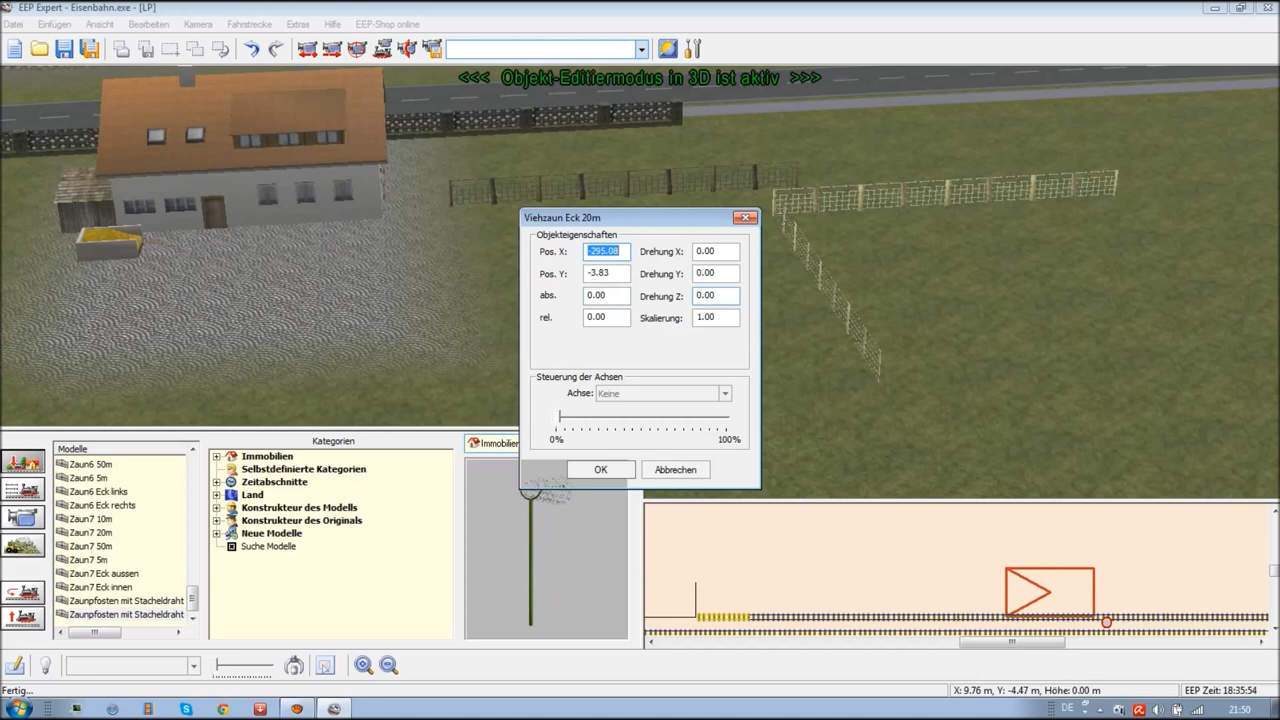 EEP Expert - Eisenbahn.exe - [LP]
Datei Einfügen Ansicht Bearbeiten Kamera Fahrstrecke Extras Hilfe EEP-Shop online
<<< Objekt-Editiermodus in 3D ist aktiv >>>
Viehzaun Eck 20m
Objekteigenschaften
Pos. X: -295.08 Drehung X: 0.00
Pos. Y: -3.83 Drehung Y: 0.00
abs. 0.00 Drehung Z: 0.00
rel. 0.00 Skalierung: 1.00
Steuerung der Achsen
Achse: Keine
0% 100%
OK Abbrechen
Modelle
Zaun6 50m
Zaun6 5m
Zaun6 Eck links
Zaun6 Eck rechts
Zaun7 10m
Zaun7 20m
Zaun7 50m
Zaun7 5m
Zaun7 Eck aussen
Zaun7 Eck innen
Zaunpfosten mit Stacheldraht
Zaunpfosten mit Stacheldraht
Kategorien
Immobilien
Selbstdefinierte Kategorien
Zeitabschnitte
Land
Konstrukteur des Modells
Konstrukteur des Originals
Neue Modelle
Suche Modelle
Immobilien
Fertig... X: 9.76 m, Y: -4.47 m, Höhe: 0.00 m EEP Zeit: 18:35:54
DE 21:50